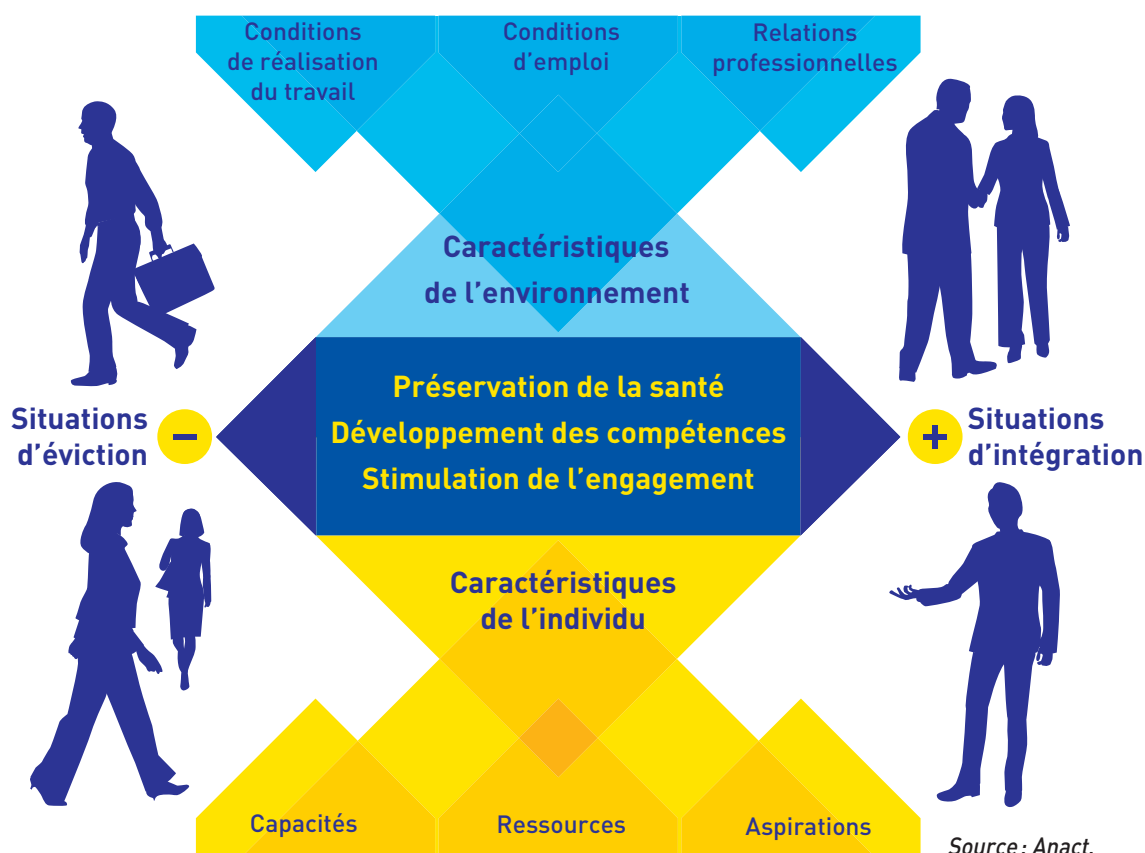 Conditions
de réalisation
du travail
Conditions
d’emploi
Relations
professionnelles
Caractéristiques
de l’environnement
Préservation de la santé
Développement des compétences
Stimulation de l’engagement
Situations
d’éviction
−
+
Situations
d’intégration
Caractéristiques
de l’individu
Capacités
Ressources
Aspirations
Source : Anact.